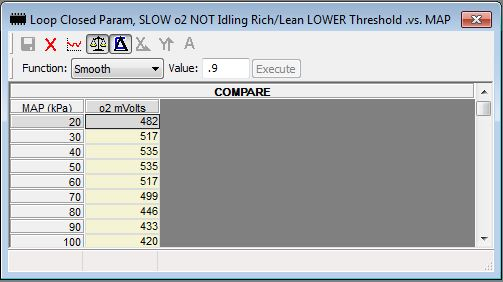 Loop Closed Param, SLOW o2 NOT Idling Rich/Lean LOWER Threshold .vs. MAP
Function: Smooth Value: .9 Execute
COMPARE
MAP (kPa) o2 mVolts
20 482
30 517
40 535
50 535
60 517
70 499
80 446
90 433
100 420